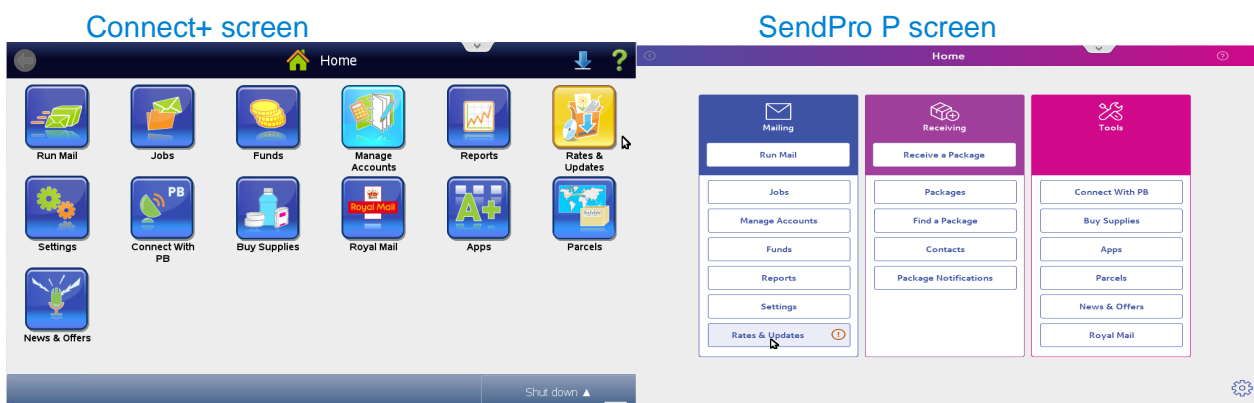 Connect+ screen
SendPro P screen
Home
?
Run Mail
Jobs
Funds
Manage
Accounts
Reports
Rates &
Updates
PB
Royal Mail
A+
Settings
Connect With
PB
Buy Supplies
Royal Mail
Apps
Parcels
News & Offers
Shut down ▲
Home
?
Mailing
Receiving
Tools
Run Mail
Receive a Package
Jobs
Packages
Connect With PB
Manage Accounts
Find a Package
Buy Supplies
Funds
Contacts
Apps
Reports
Package Notifications
Parcels
Settings
News & Offers
Rates & Updates
Royal Mail